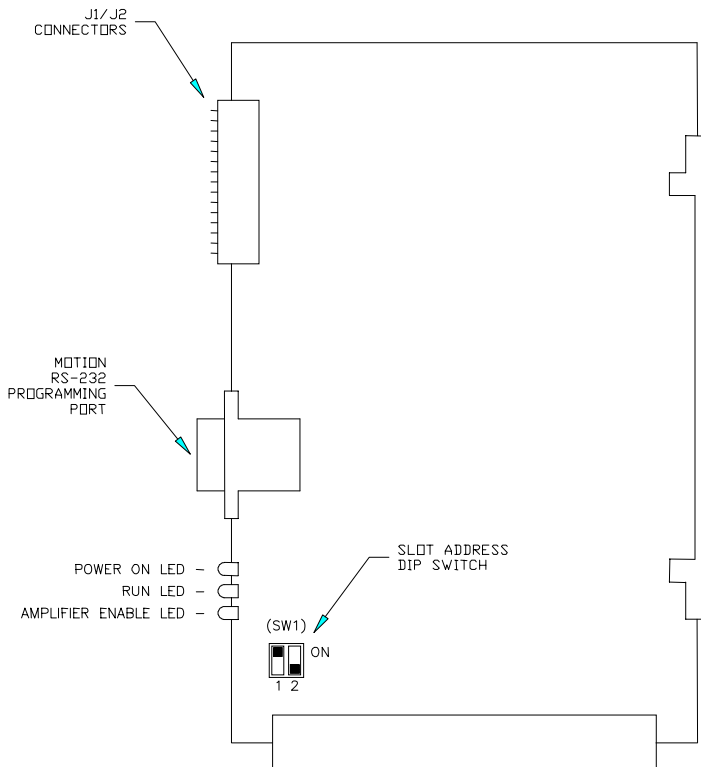 J1/J2
CONNECTORS
MOTION
RS-232
PROGRAMMING
PORT
POWER ON LED -
RUN LED -
AMPLIFIER ENABLE LED -
SLOT ADDRESS
DIP SWITCH
(SW1)
ON
1 2